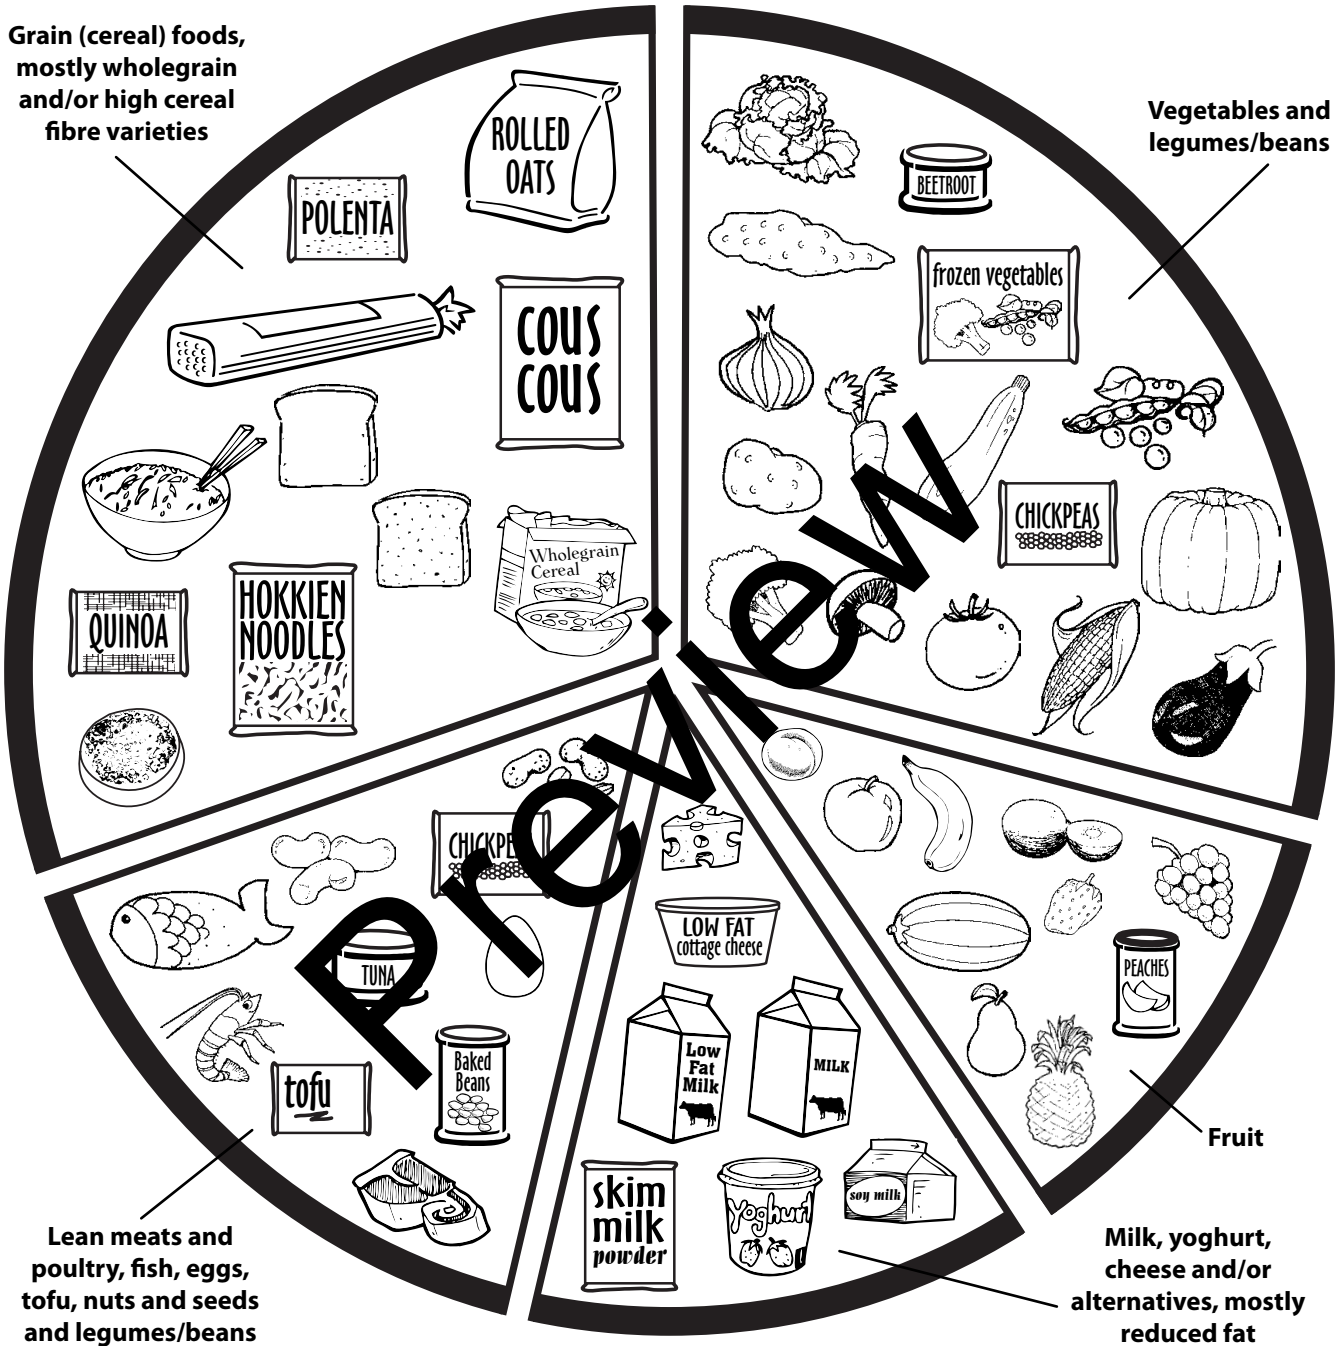 Grain (cereal) foods,
mostly wholegrain
and/or high cereal
fibre varieties
ROLLED
OATS
POLENTA
COUS
COUS
Wholegrain
Cereal
HOKKIEN
NOODLES
QUINOA
Vegetables and
legumes/beans
BEETROOT
frozen vegetables
CHICKPEAS
Preview
PEACHES
Fruit
LOW FAT
cottage cheese
Low
Fat
Milk
MILK
skim
milk
powder
Yoghurt
soy milk
Milk, yoghurt,
cheese and/or
alternatives, mostly
reduced fat
CHICKPE
TUNA
Baked
Beans
tofu
Lean meats and
poultry, fish, eggs,
tofu, nuts and seeds
and legumes/beans